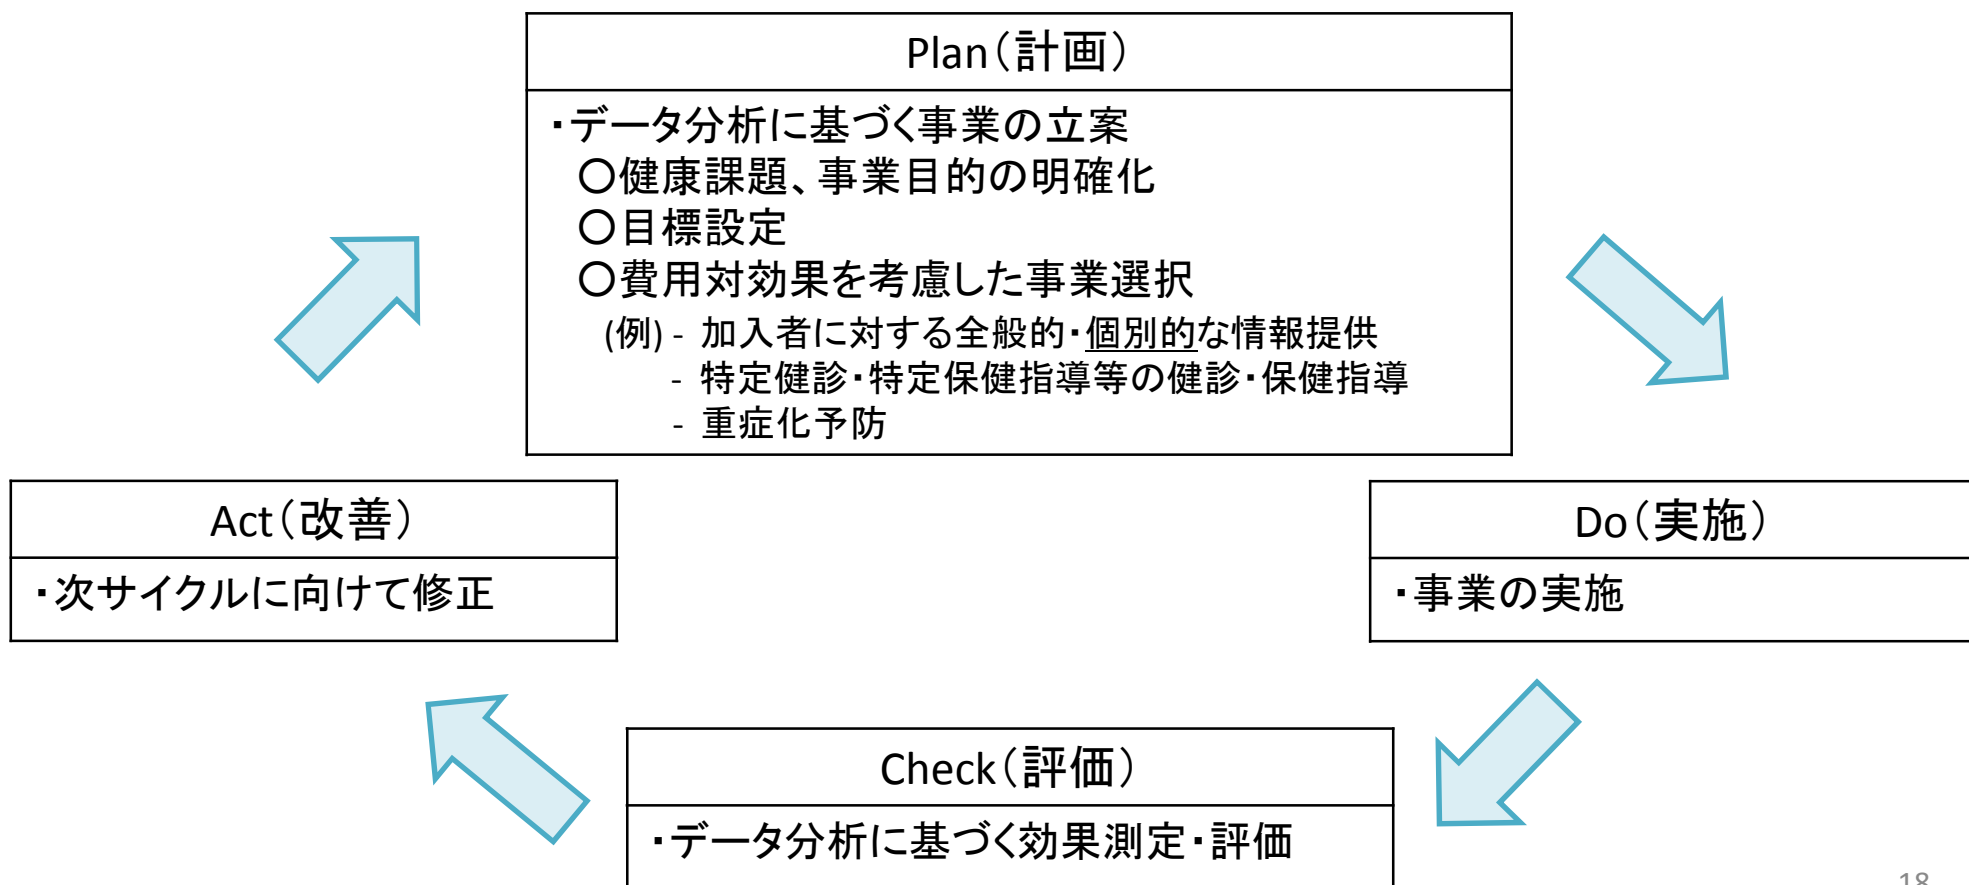 Plan（計画）
・データ分析に基づく事業の立案
○健康課題、事業目的の明確化
○目標設定
○費用対効果を考慮した事業選択
(例) - 加入者に対する全般的・個別的な情報提供
- 特定健診・特定保健指導等の健診・保健指導
- 重症化予防
Act（改善）
・次サイクルに向けて修正
Do（実施）
・事業の実施
Check（評価）
・データ分析に基づく効果測定・評価
18